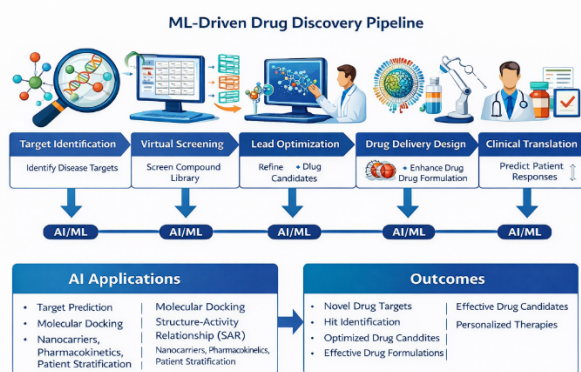 ML-Driven Drug Discovery Pipeline
Target Identification
Identify Disease Targets
Virtual Screening
Screen Compound
Library
Lead Optimization
Refine + Dlug
Candidates
Drug Delivery Design
+ Enhance Drug
Drug Formulation
Clinical Translation
Predict Patient
Responses
AI/ML
AI/ML
AI/ML
AI/ML
AI/ML
AI Applications
• Target Prediction
• Molecular Docking
• Nanocarriers,
Pharmacokinetics,
Patient Stratification
Molecular Docking
Structure-Activity
Relationship (SAR)
Nanocarriers, Pharmacokinelics,
Patient Stratification
Outcomes
• Novel Drug Targets
• Hit Identification
• Optimized Drug Canddites
• Effective Drug Formulations
Effective Drug Candidates
Personalized Therapies